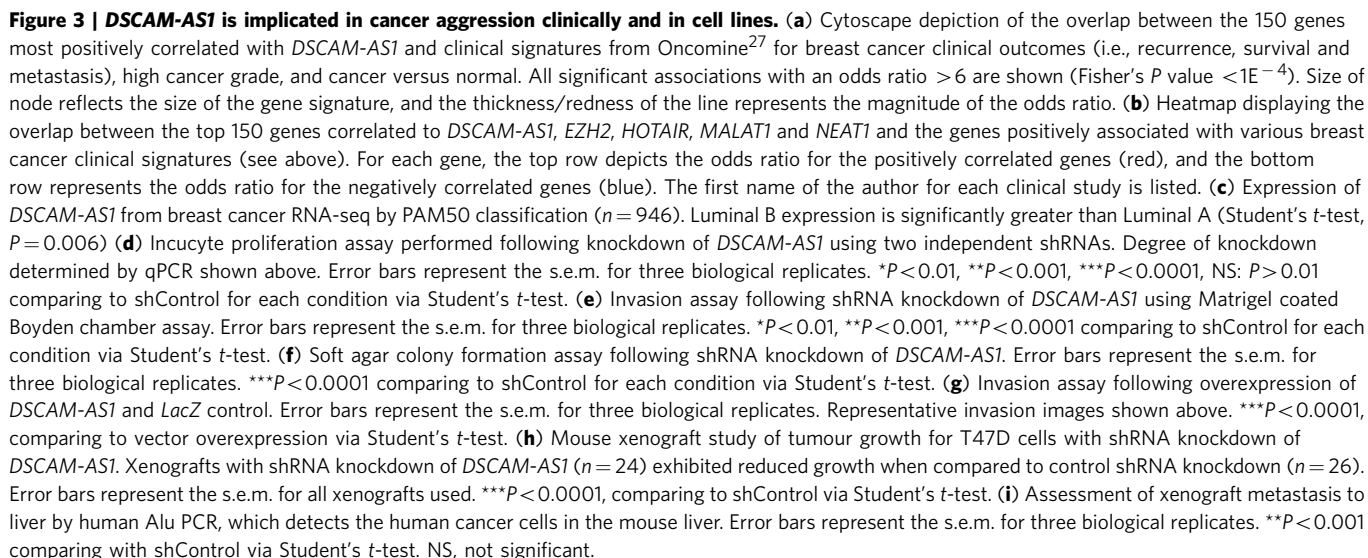 Figure 3 | DSCAM-AS1 is implicated in cancer aggression clinically and in cell lines. (a) Cytoscape depiction of the overlap between the 150 genes
most positively correlated with DSCAM-AS1 and clinical signatures from Oncomine27 for breast cancer clinical outcomes (i.e., recurrence, survival and
metastasis), high cancer grade, and cancer versus normal. All significant associations with an odds ratio >6 are shown (Fisher's P value <1E−4). Size of
node reflects the size of the gene signature, and the thickness/redness of the line represents the magnitude of the odds ratio. (b) Heatmap displaying the
overlap between the top 150 genes correlated to DSCAM-AS1, EZH2, HOTAIR, MALAT1 and NEAT1 and the genes positively associated with various breast
cancer clinical signatures (see above). For each gene, the top row depicts the odds ratio for the positively correlated genes (red), and the bottom
row represents the odds ratio for the negatively correlated genes (blue). The first name of the author for each clinical study is listed. (c) Expression of
DSCAM-AS1 from breast cancer RNA-seq by PAM50 classification (n=946). Luminal B expression is significantly greater than Luminal A (Student's t-test,
P=0.006) (d) Incucyte proliferation assay performed following knockdown of DSCAM-AS1 using two independent shRNAs. Degree of knockdown
determined by qPCR shown above. Error bars represent the s.e.m. for three biological replicates. *P<0.01, **P<0.001, ***P<0.0001, NS: P>0.01
comparing to shControl for each condition via Student's t-test. (e) Invasion assay following shRNA knockdown of DSCAM-AS1 using Matrigel coated
Boyden chamber assay. Error bars represent the s.e.m. for three biological replicates. *P<0.01, **P<0.001, ***P<0.0001 comparing to shControl for each
condition via Student's t-test. (f) Soft agar colony formation assay following shRNA knockdown of DSCAM-AS1. Error bars represent the s.e.m. for
three biological replicates. ***P<0.0001 comparing to shControl for each condition via Student's t-test. (g) Invasion assay following overexpression of
DSCAM-AS1 and LacZ control. Error bars represent the s.e.m. for three biological replicates. Representative invasion images shown above. ***P<0.0001,
comparing to vector overexpression via Student's t-test. (h) Mouse xenograft study of tumour growth for T47D cells with shRNA knockdown of
DSCAM-AS1. Xenografts with shRNA knockdown of DSCAM-AS1 (n=24) exhibited reduced growth when compared to control shRNA knockdown (n=26).
Error bars represent the s.e.m. for all xenografts used. ***P<0.0001, comparing to shControl via Student's t-test. (i) Assessment of xenograft metastasis to
liver by human Alu PCR, which detects the human cancer cells in the mouse liver. Error bars represent the s.e.m. for three biological replicates. **P<0.001
comparing with shControl via Student's t-test. NS, not significant.